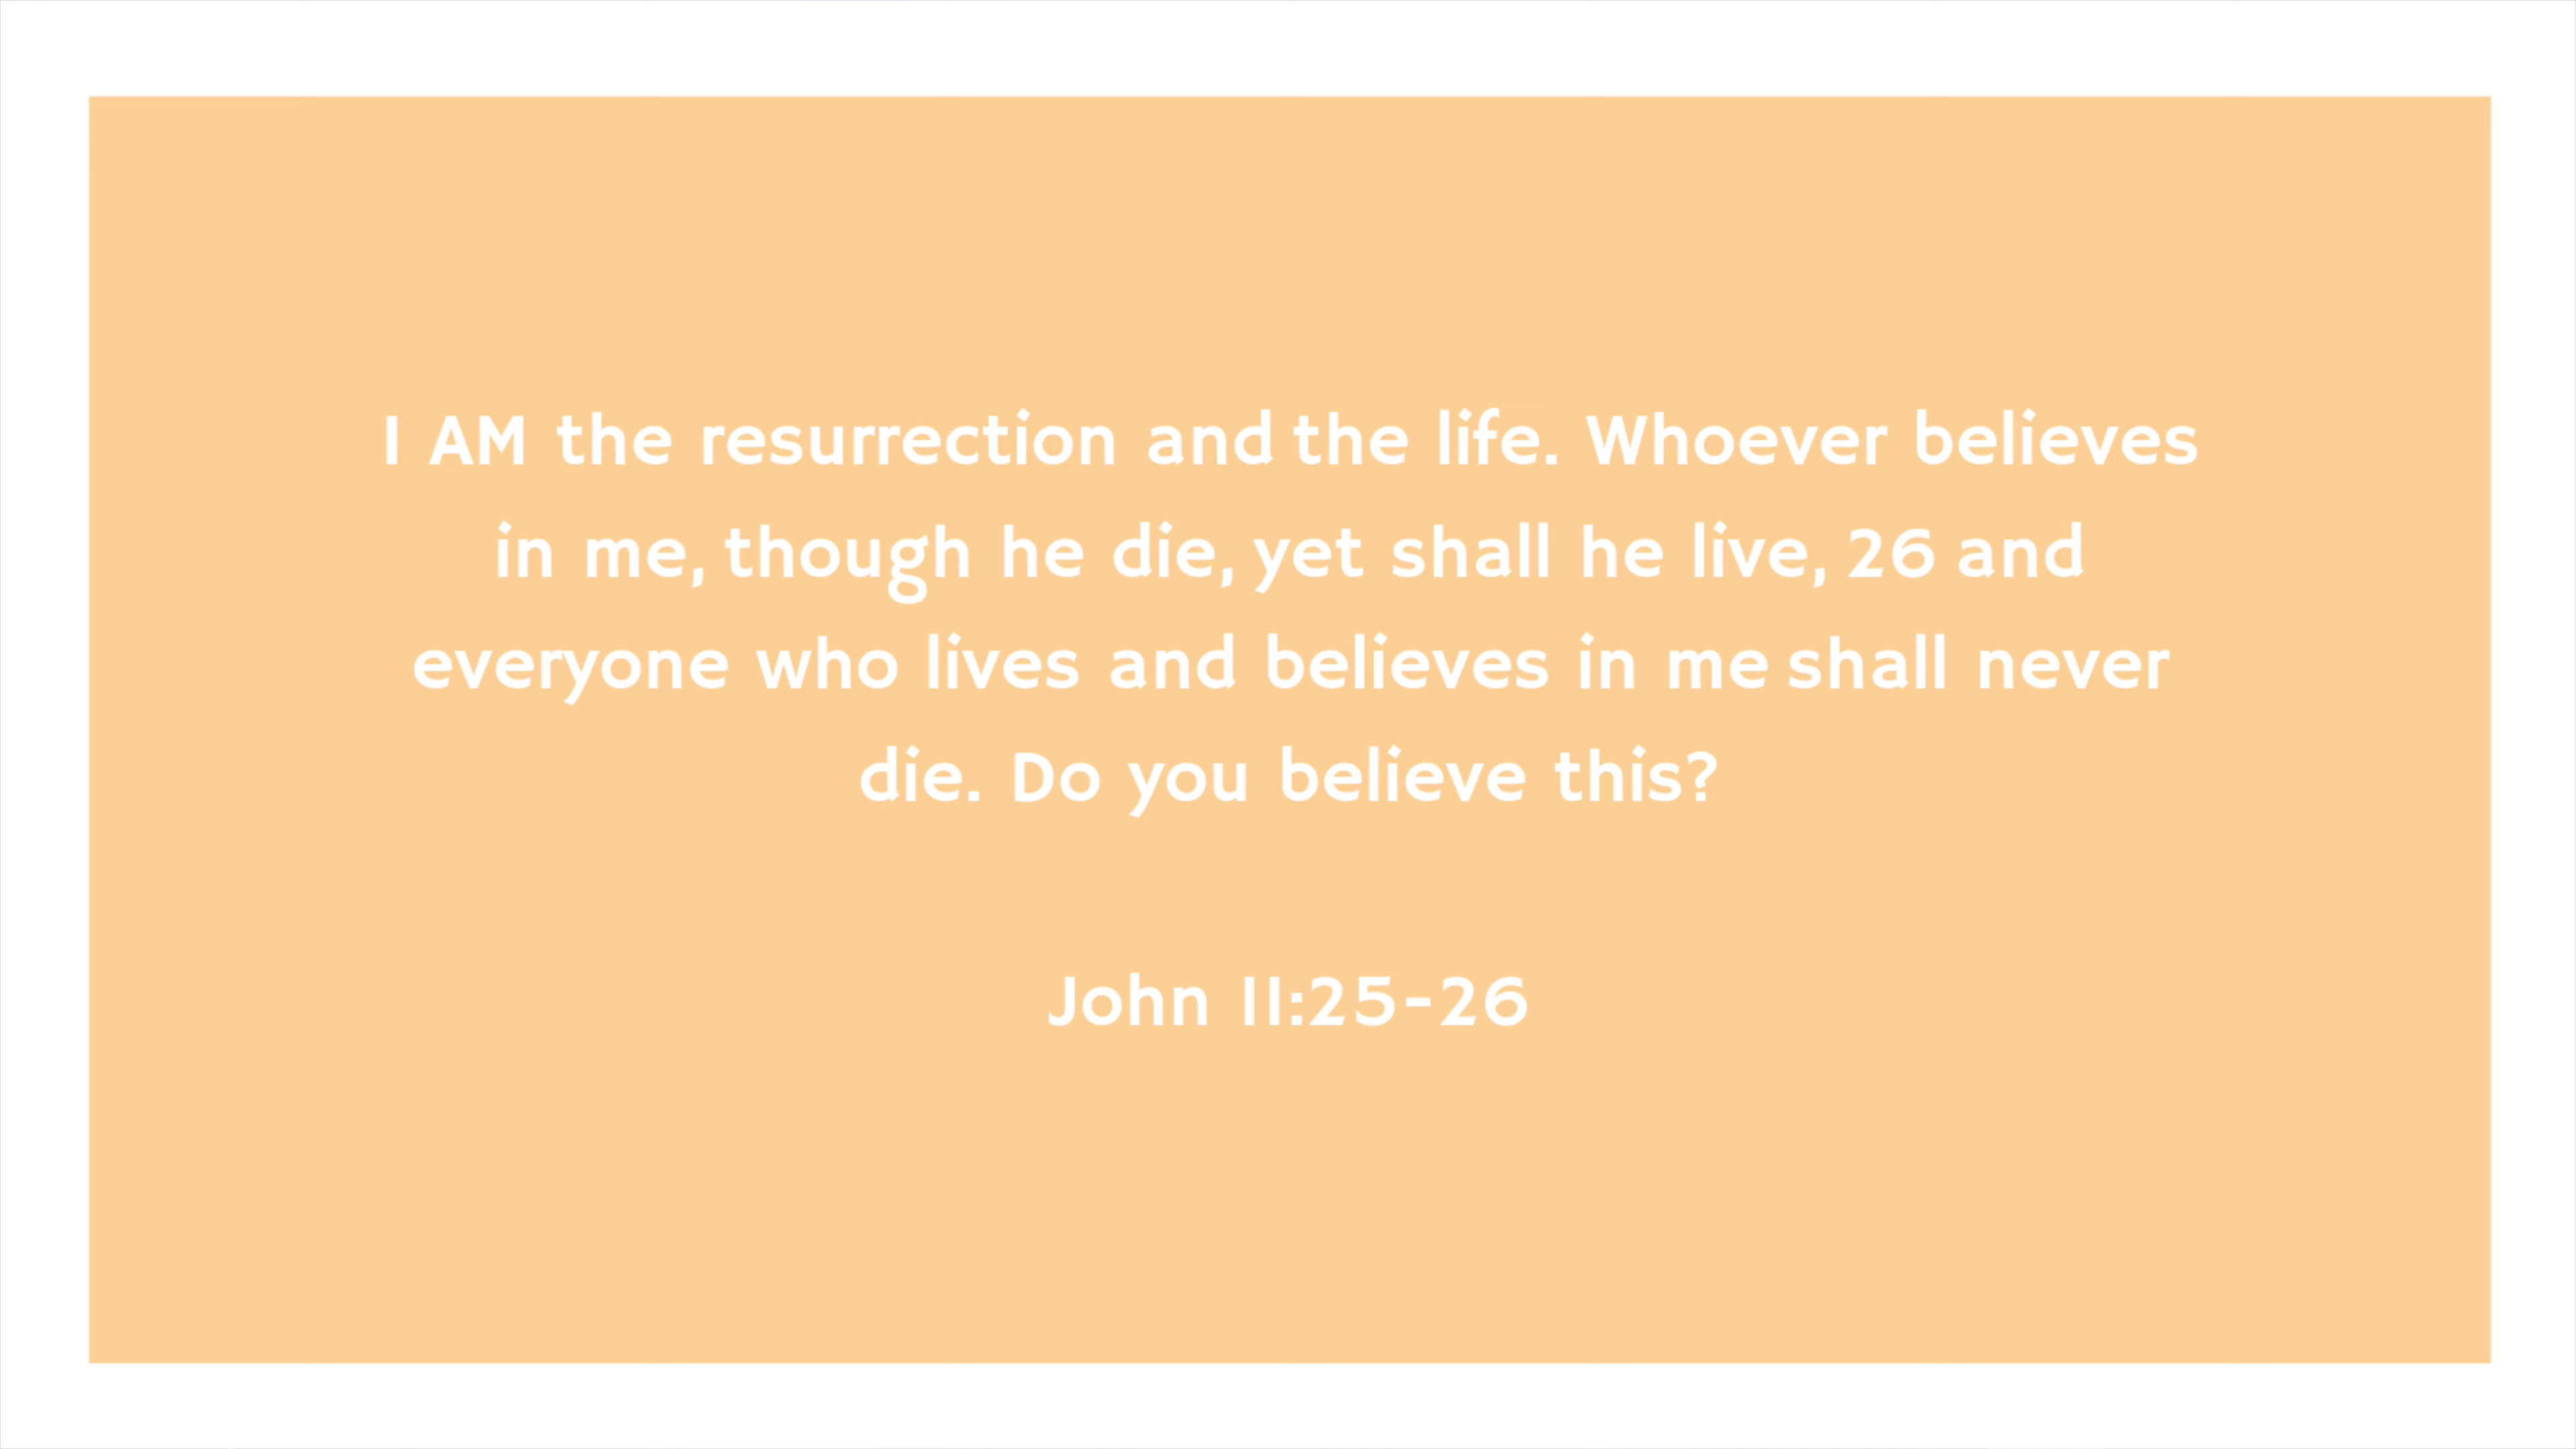 I AM the resurrection and the life. Whoever believes
in me, though he die, yet shall he live, 26 and
everyone who lives and believes in me shall never
die. Do you believe this?
John 11:25-26